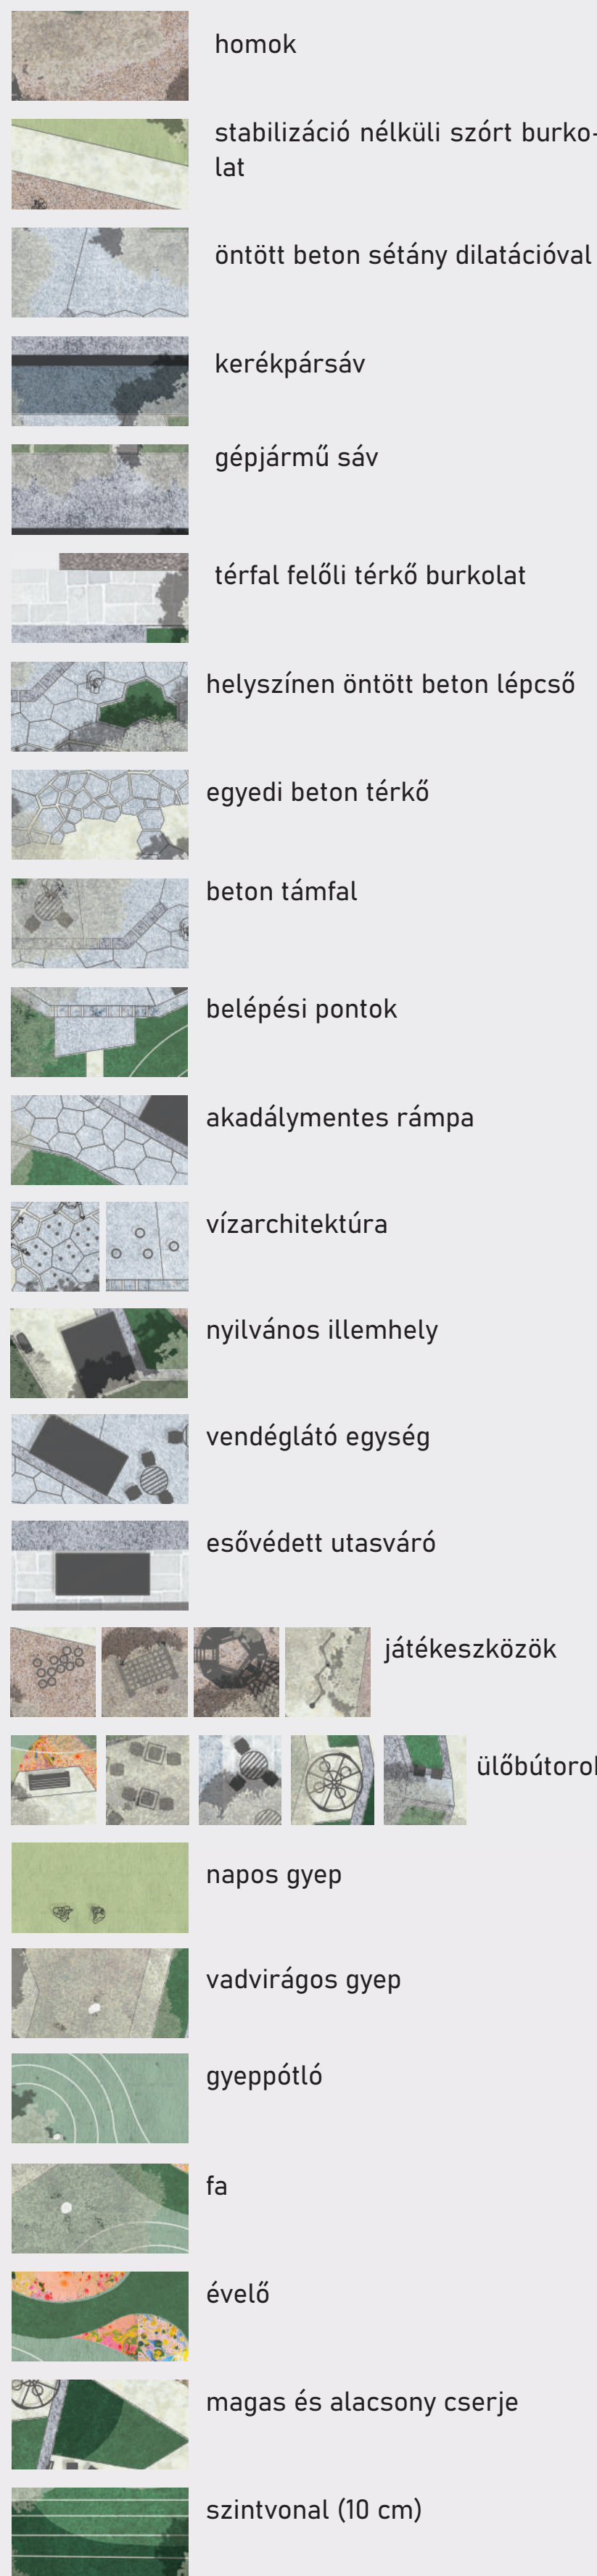 homok
stabilizáció nélküli szórt burko-
lat
öntött beton sétány dilatációval
kerékpársáv
gépjármű sáv
térfal felőli térkő burkolat
helyszínen öntött beton lépcső
egyedi beton térkő
beton támfal
belépési pontok
akadálymentes rámpa
vízarchitektúra
nyilvános illemhely
vendéglátó egység
esővédett utasváró
játékeszközök
ülőbútorok
napos gyep
vadvirágos gyep
gyeppótló
fa
évelő
magas és alacsony cserje
szintvonal (10 cm)